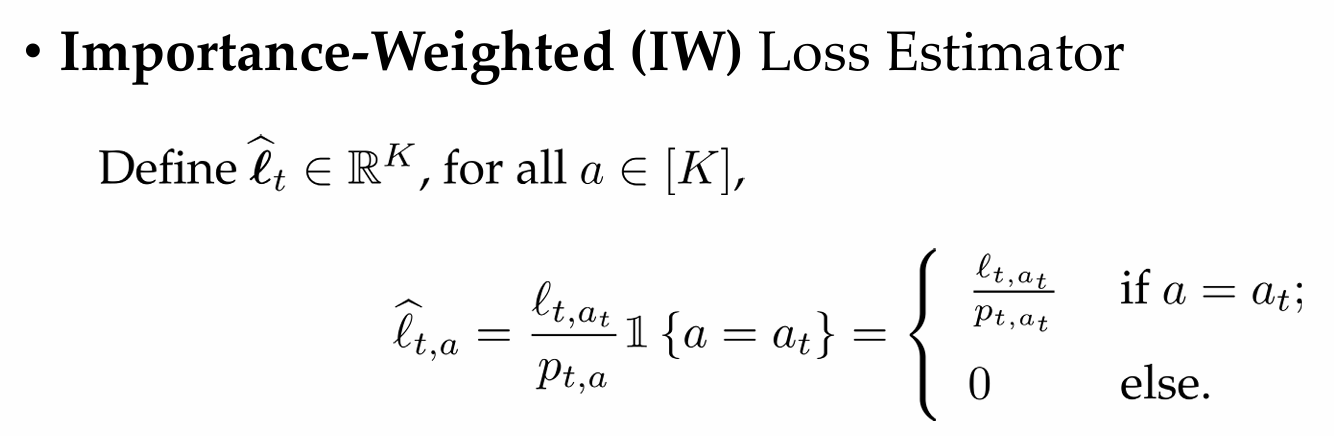 • Importance-Weighted (IW) Loss Estimator
Define $\widehat{\boldsymbol{\ell}}_t \in \mathbb{R}^K$, for all $a \in [K]$,
$\widehat{\ell}_{t,a} = \frac{\ell_{t,a_t}}{p_{t,a}} \mathbb{1}\{a = a_t\} = \begin{cases} \frac{\ell_{t,a_t}}{p_{t,a_t}} & \text{if } a = a_t; \\ 0 & \text{else.} \end{cases}$